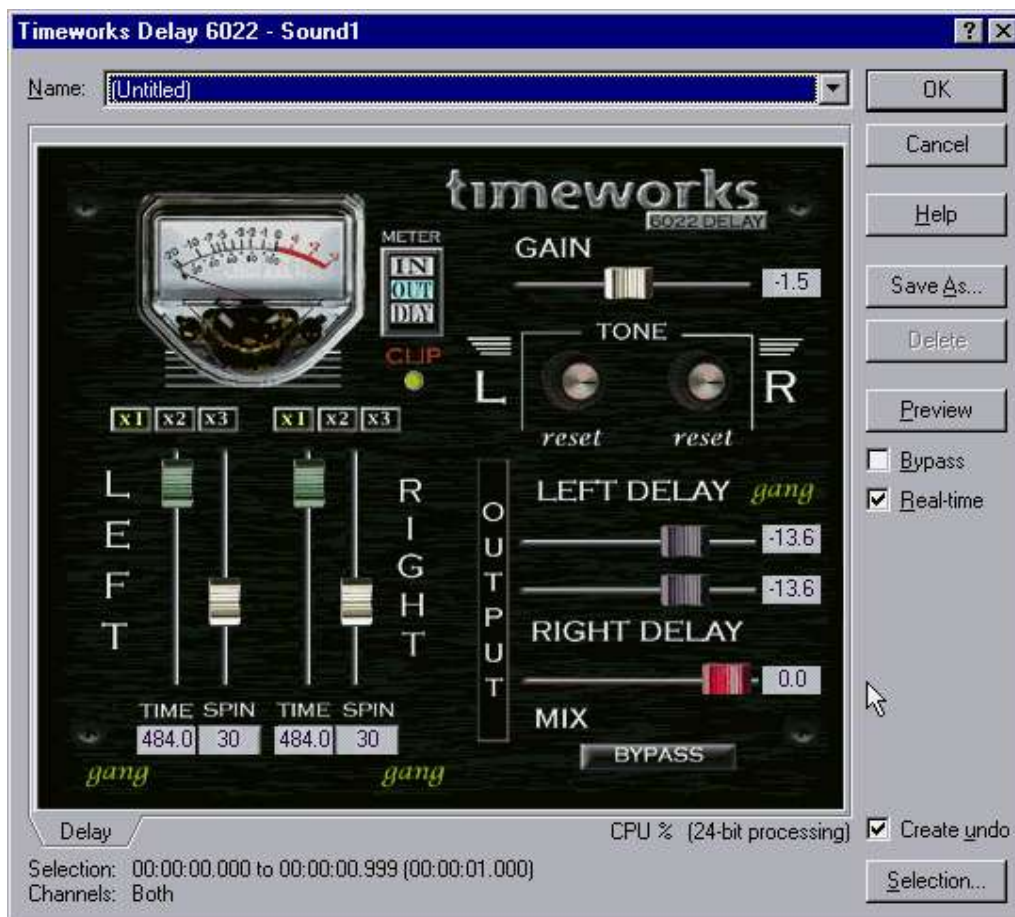 Timeworks Delay 6022 - Sound1
Name: (Untitled)
OK
Cancel
Help
Save As...
Delete
Preview
Bypass
Real-time
timeworks
6022 DELAY
METER
IN
OUT
DLY
CLIP
GAIN
-1.5
TONE
L
R
reset reset
x1 x2 x3 x1 x2 x3
LEFT
RIGHT
TIME SPIN TIME SPIN
484.0 30 484.0 30
gang gang
OUTPUT
LEFT DELAY gang
-13.6
-13.6
RIGHT DELAY
0.0
MIX
BYPASS
Delay
CPU % (24-bit processing)
Create undo
Selection: 00:00:00.000 to 00:00:00.999 (00:00:01.000)
Channels: Both
Selection...